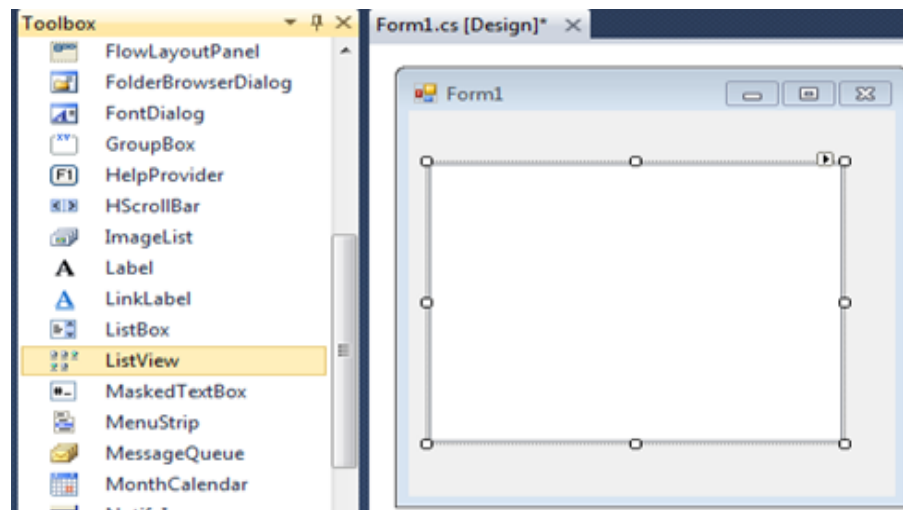 Toolbox
FlowLayoutPanel
FolderBrowserDialog
FontDialog
GroupBox
HelpProvider
HScrollBar
ImageList
Label
LinkLabel
ListBox
ListView
MaskedTextBox
MenuStrip
MessageQueue
MonthCalendar
Form1.cs [Design]*
Form1